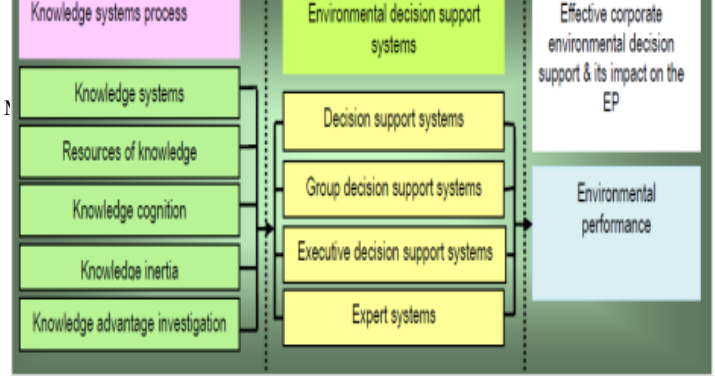 Knowledge systems process
Knowledge systems
Resources of knowledge
Knowledge cognition
Knowledge inertia
Knowledge advantage investigation
Environmental decision support
systems
Decision support systems
Group decision support systems
Executive decision support systems
Expert systems
Effective corporate
environmental decision
support & its impact on the
EP
Environmental
performance